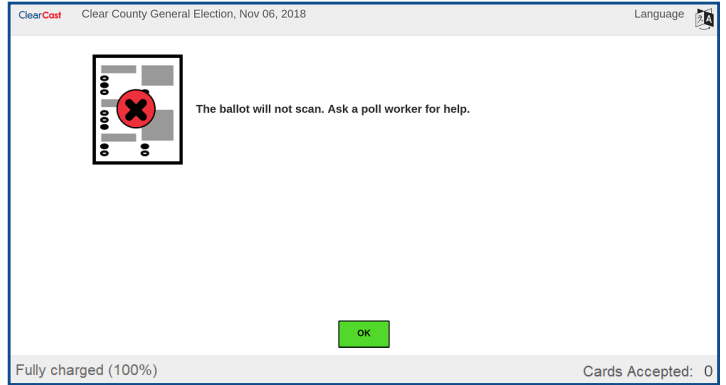 ClearCast Clear County General Election, Nov 06, 2018 Language A
The ballot will not scan. Ask a poll worker for help.
OK
Fully charged (100%) Cards Accepted: 0